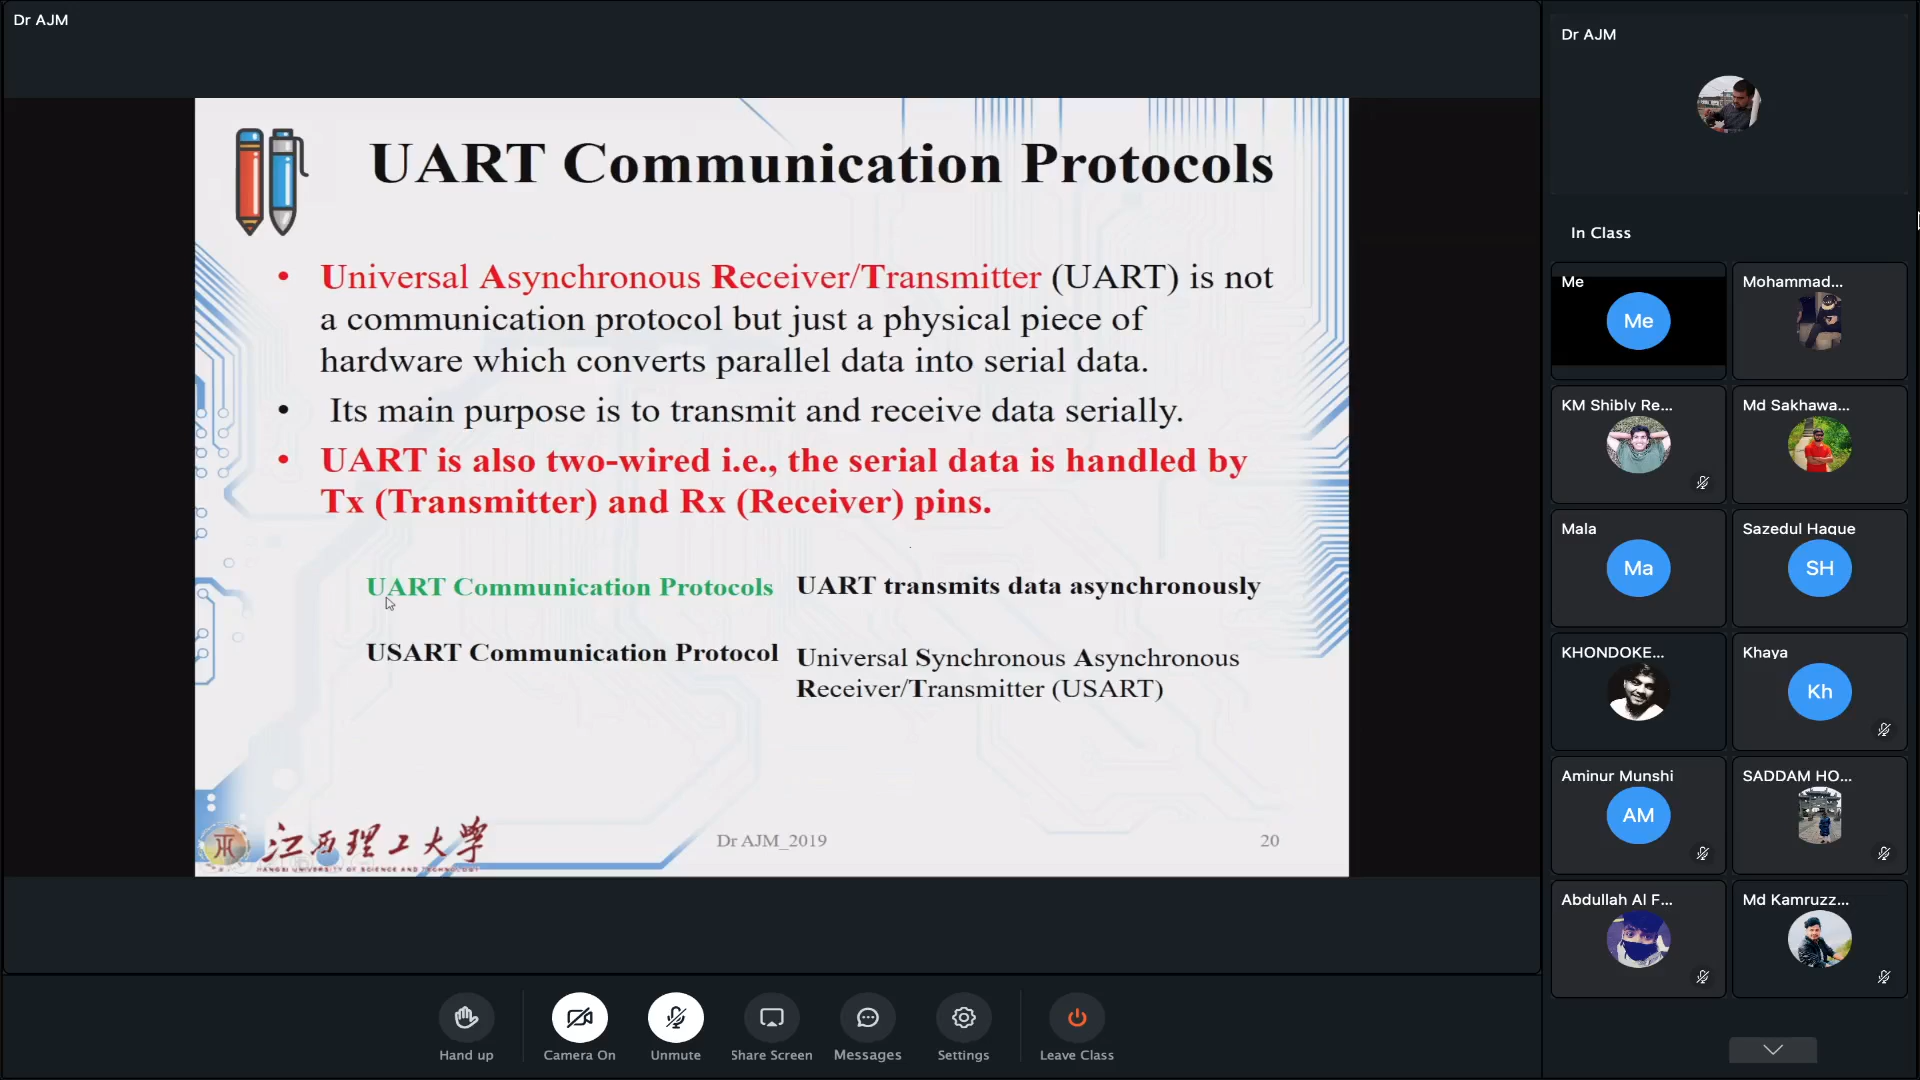 Dr AJM
UART Communication Protocols
• Universal Asynchronous Receiver/Transmitter (UART) is not
a communication protocol but just a physical piece of
hardware which converts parallel data into serial data.
• Its main purpose is to transmit and receive data serially.
• UART is also two-wired i.e., the serial data is handled by
Tx (Transmitter) and Rx (Receiver) pins.
UART Communication Protocols
UART transmits data asynchronously
USART Communication Protocol
Universal Synchronous Asynchronous
Receiver/Transmitter (USART)
江西理工大学
JIANGXI UNIVERSITY OF SCIENCE AND TECHNOLOGY
Dr AJM_2019
20
Hand up
Camera On
Unmute
Share Screen
Messages
Settings
Leave Class
Dr AJM
In Class
Me
Me
Mohammad...
KM Shibly Re...
Md Sakhawa...
Mala
Ma
Sazedul Haque
SH
KHONDOKE...
Khaya
Kh
Aminur Munshi
AM
SADDAM HO...
Abdullah Al F...
Md Kamruzz...